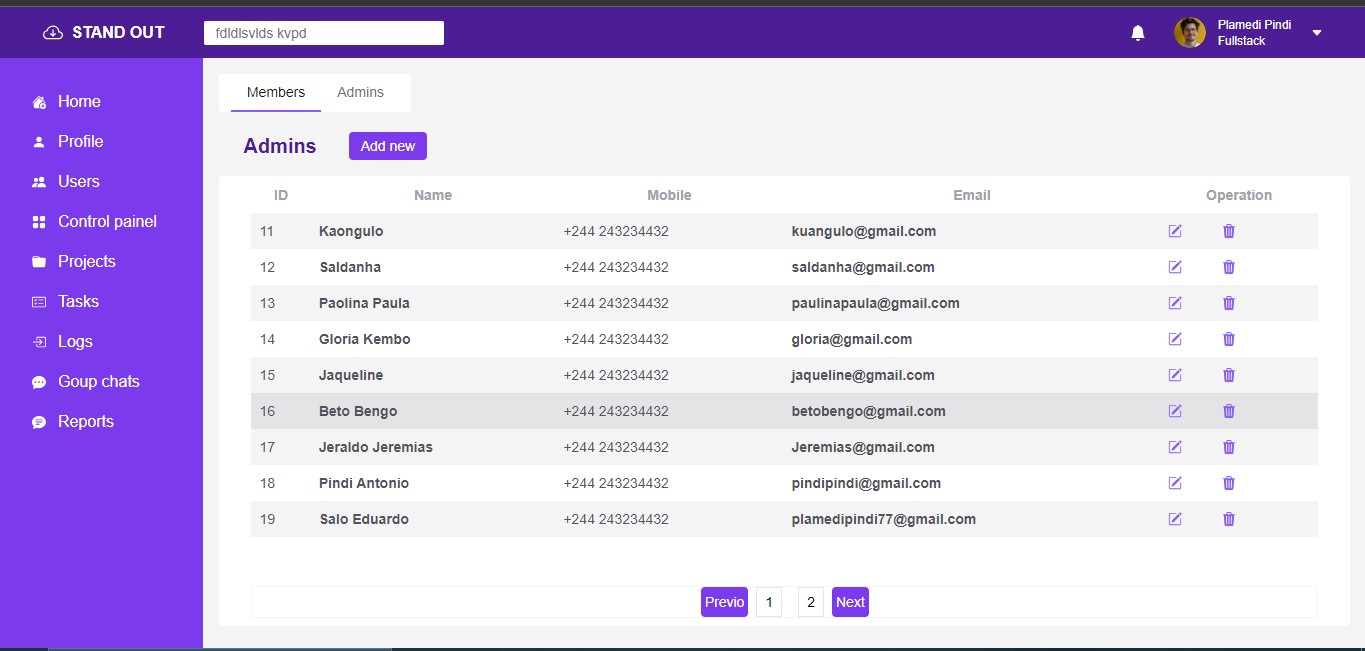 STAND OUT
fdldlsvlds kvpd
Plamedi Pindi
Fullstack
Home
Profile
Users
Control painel
Projects
Tasks
Logs
Goup chats
Reports
Members Admins
Admins Add new
ID Name Mobile Email Operation
11 Kaongulo +244 243234432 kuangulo@gmail.com
12 Saldanha +244 243234432 saldanha@gmail.com
13 Paolina Paula +244 243234432 paulinapaula@gmail.com
14 Gloria Kembo +244 243234432 gloria@gmail.com
15 Jaqueline +244 243234432 jaqueline@gmail.com
16 Beto Bengo +244 243234432 betobengo@gmail.com
17 Jeraldo Jeremias +244 243234432 Jeremias@gmail.com
18 Pindi Antonio +244 243234432 pindipindi@gmail.com
19 Salo Eduardo +244 243234432 plamedipindi77@gmail.com
Previo 1 2 Next